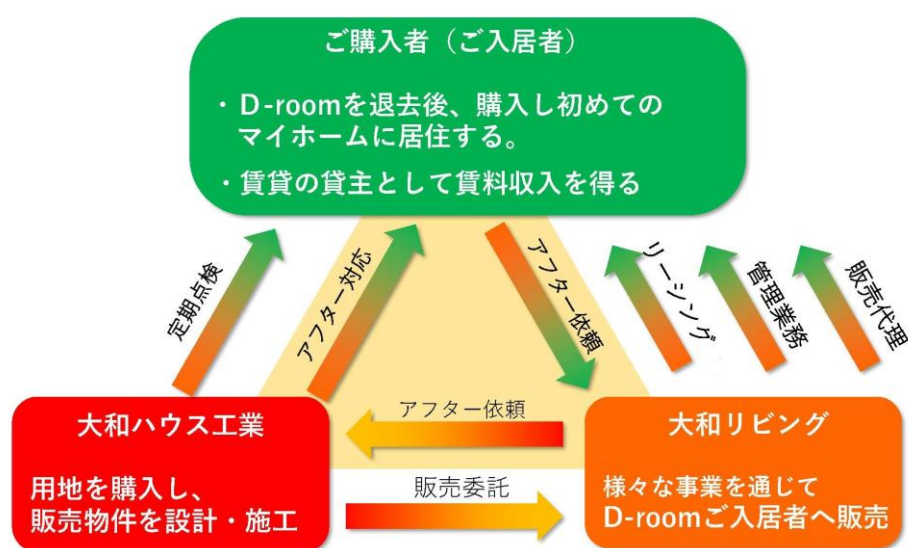 ご購入者（ご入居者）
・D-roomを退去後、購入し初めての
マイホームに居住する。
・賃貸の貸主として賃料収入を得る
定期点検
アフター対応
アフター依頼
リーシング
管理業務
販売代理
大和ハウス工業
用地を購入し、
販売物件を設計・施工
アフター依頼
販売委託
大和リビング
様々な事業を通じて
D-roomご入居者へ販売